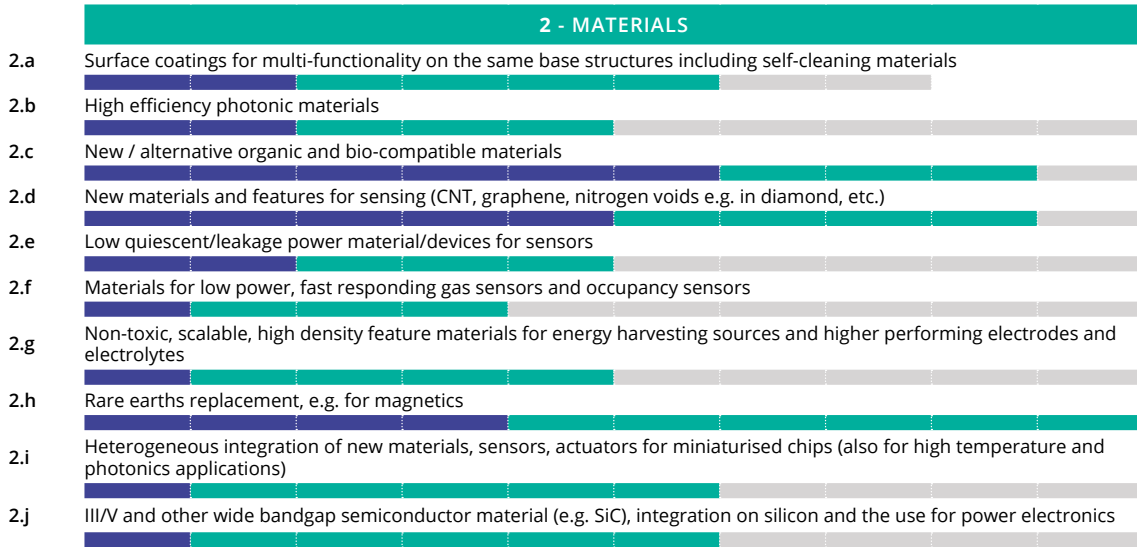 2 - MATERIALS
2.a Surface coatings for multi-functionality on the same base structures including self-cleaning materials
2.b High efficiency photonic materials
2.c New / alternative organic and bio-compatible materials
2.d New materials and features for sensing (CNT, graphene, nitrogen voids e.g. in diamond, etc.)
2.e Low quiescent/leakage power material/devices for sensors
2.f Materials for low power, fast responding gas sensors and occupancy sensors
2.g Non-toxic, scalable, high density feature materials for energy harvesting sources and higher performing electrodes and
electrolytes
2.h Rare earths replacement, e.g. for magnetics
2.i Heterogeneous integration of new materials, sensors, actuators for miniaturised chips (also for high temperature and
photonics applications)
2.j III/V and other wide bandgap semiconductor material (e.g. SiC), integration on silicon and the use for power electronics